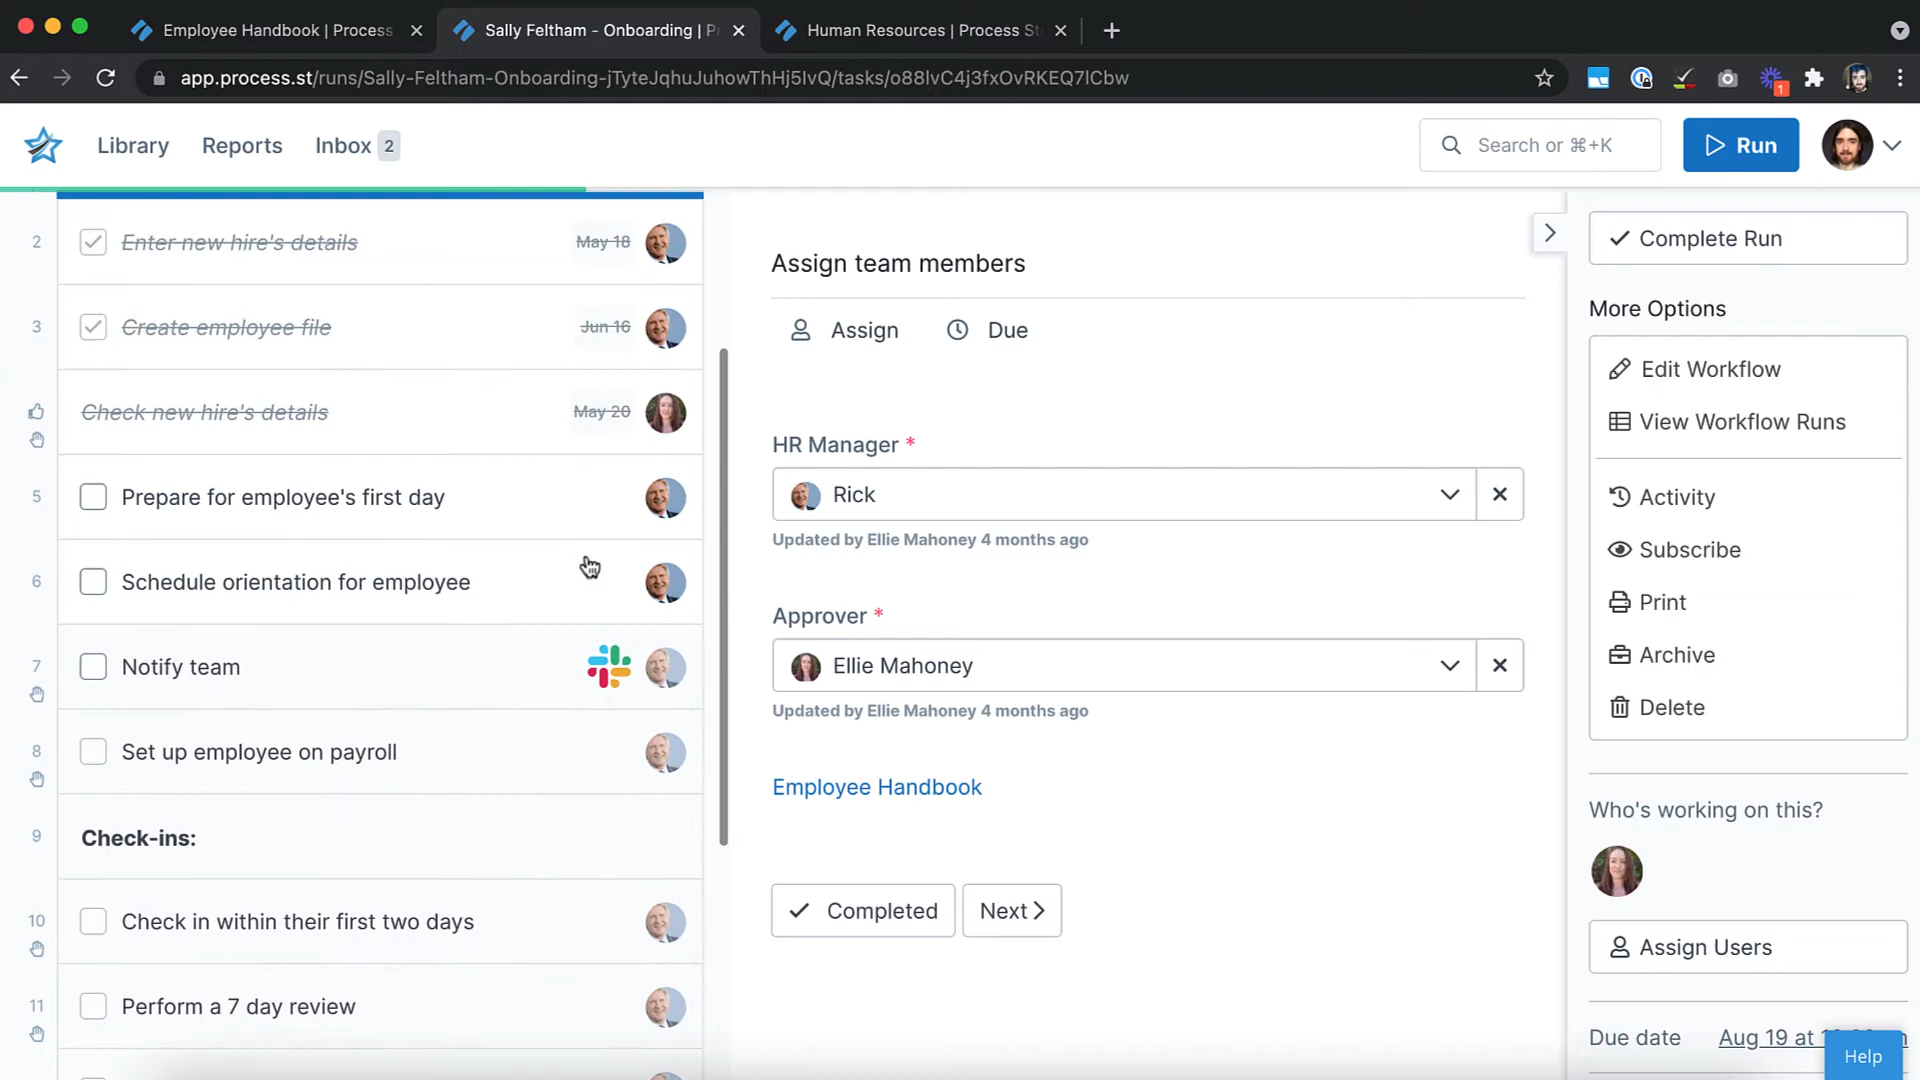 Employee Handbook | Process
Sally Feltham - Onboarding | P
Human Resources | Process St
app.process.st/runs/Sally-Feltham-Onboarding-jTyteJqhuJuhowThHj5IvQ/tasks/o88IvC4j3fxOvRKEQ7lCbw
1
Library
Reports
Inbox 2
Search or ⌘+K
Run
2 Enter new hire's details May 18
3 Create employee file Jun 16
Check new hire's details May 20
5 Prepare for employee's first day
6 Schedule orientation for employee
7 Notify team
8 Set up employee on payroll
9 Check-ins:
10 Check in within their first two days
11 Perform a 7 day review
Assign team members
Assign Due
HR Manager *
Rick
Updated by Ellie Mahoney 4 months ago
Approver *
Ellie Mahoney
Updated by Ellie Mahoney 4 months ago
Employee Handbook
Completed
Next
Complete Run
More Options
Edit Workflow
View Workflow Runs
Activity
Subscribe
Print
Archive
Delete
Who's working on this?
Assign Users
Due date Aug 19 at
Help